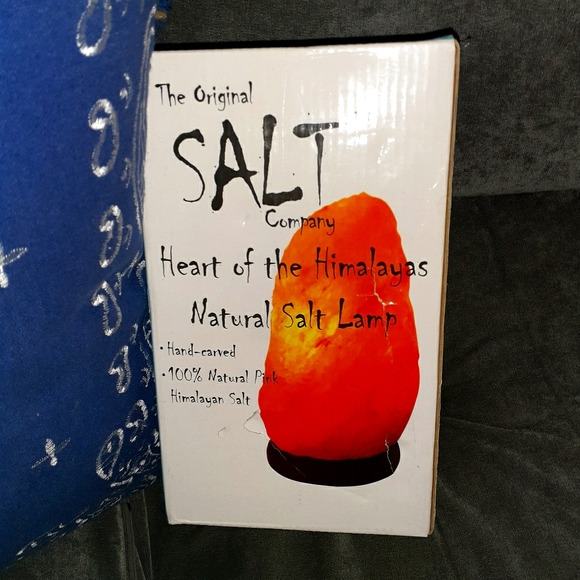 The Original
SALT
Company
Heart of the Himalayas
Natural Salt Lamp
• Hand-carved
• 100% Natural Pink
Himalayan Salt